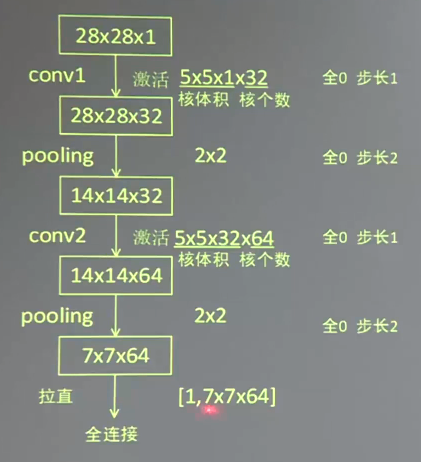 28x28x1
conv1 激活 5x5x1x32 全0 步长1
核体积 核个数
28x28x32
pooling 2x2 全0 步长2
14x14x32
conv2 激活 5x5x32x64 全0 步长1
核体积 核个数
14x14x64
pooling 2x2 全0 步长2
7x7x64
拉直 [1,7x7x64]
全连接